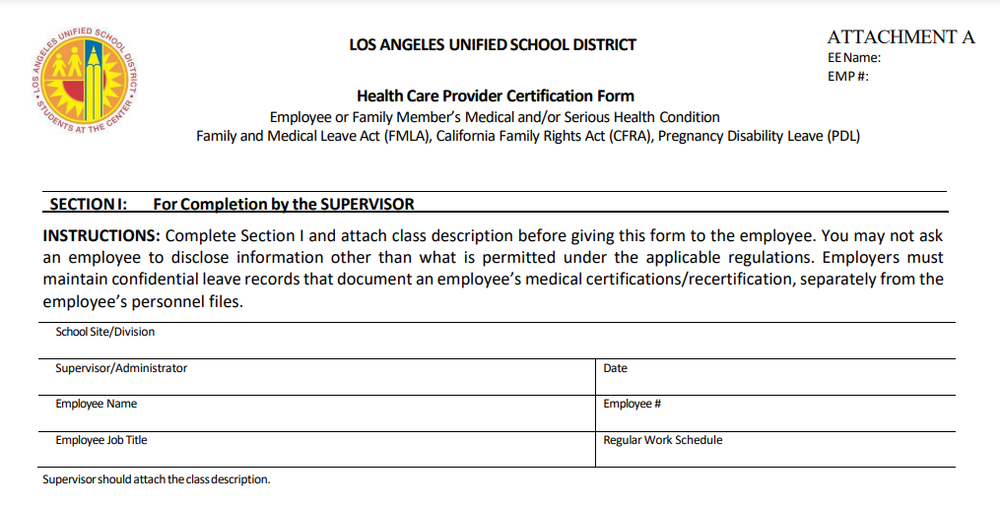 LOS ANGELES UNIFIED SCHOOL DISTRICT •
• STUDENTS AT THE CENTER •
LOS ANGELES UNIFIED SCHOOL DISTRICT
ATTACHMENT A
EE Name:
EMP #:
Health Care Provider Certification Form
Employee or Family Member’s Medical and/or Serious Health Condition
Family and Medical Leave Act (FMLA), California Family Rights Act (CFRA), Pregnancy Disability Leave (PDL)
SECTION I: For Completion by the SUPERVISOR
INSTRUCTIONS: Complete Section I and attach class description before giving this form to the employee. You may not ask
an employee to disclose information other than what is permitted under the applicable regulations. Employers must
maintain confidential leave records that document an employee’s medical certifications/recertification, separately from the
employee’s personnel files.
School Site/Division
Supervisor/Administrator Date
Employee Name Employee #
Employee Job Title Regular Work Schedule
Supervisor should attach the class description.